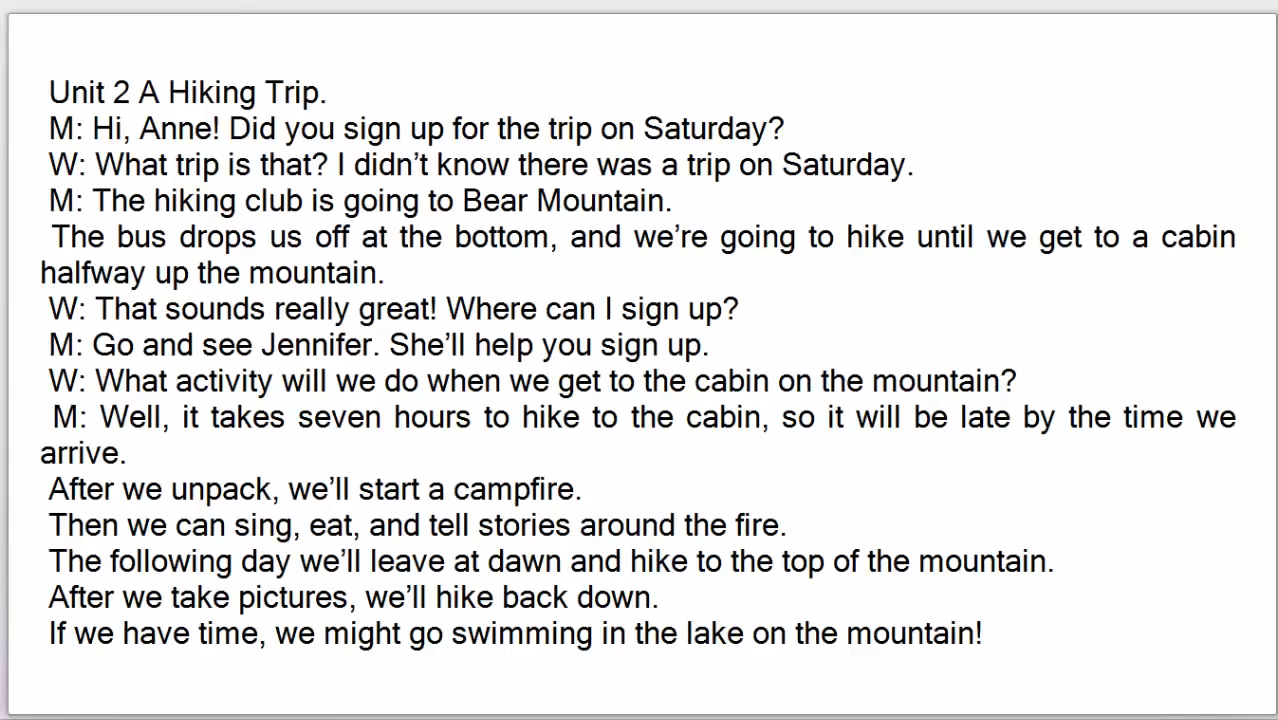 Unit 2 A Hiking Trip.
M: Hi, Anne! Did you sign up for the trip on Saturday?
W: What trip is that? I didn’t know there was a trip on Saturday.
M: The hiking club is going to Bear Mountain.
The bus drops us off at the bottom, and we’re going to hike until we get to a cabin
halfway up the mountain.
W: That sounds really great! Where can I sign up?
M: Go and see Jennifer. She’ll help you sign up.
W: What activity will we do when we get to the cabin on the mountain?
M: Well, it takes seven hours to hike to the cabin, so it will be late by the time we
arrive.
After we unpack, we’ll start a campfire.
Then we can sing, eat, and tell stories around the fire.
The following day we’ll leave at dawn and hike to the top of the mountain.
After we take pictures, we’ll hike back down.
If we have time, we might go swimming in the lake on the mountain!